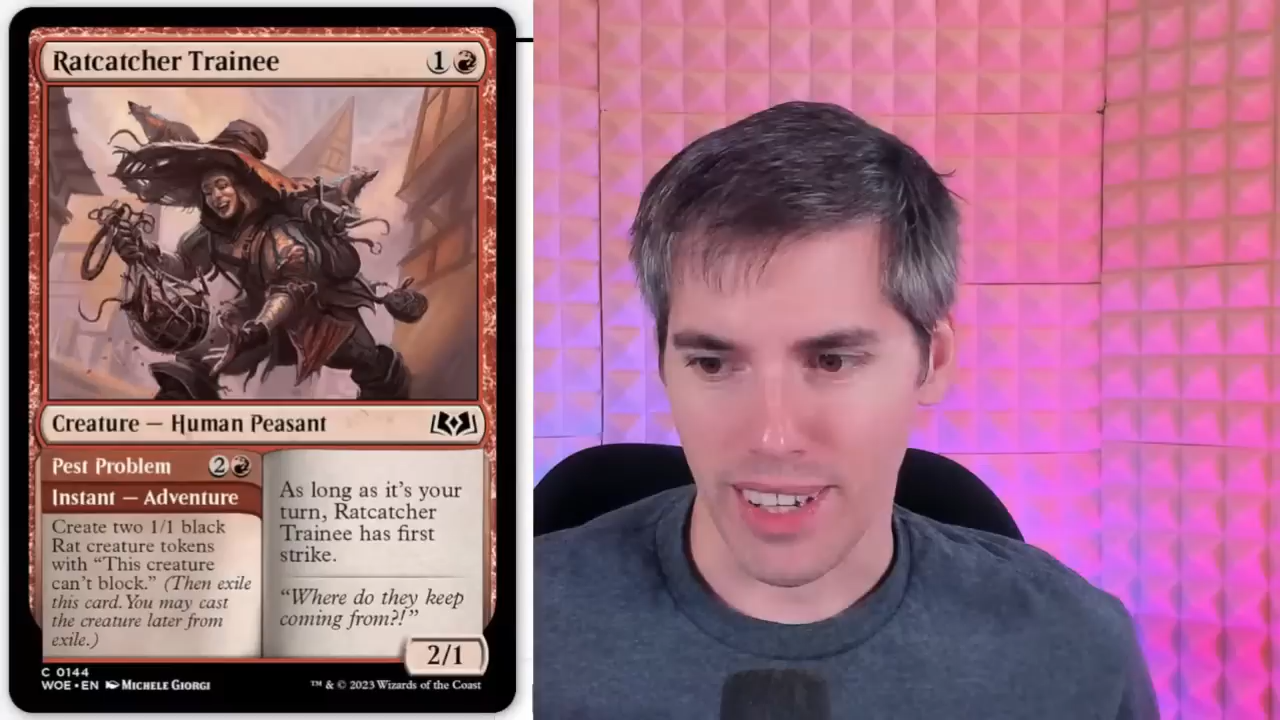 Ratcatcher Trainee 1
Creature — Human Peasant
Pest Problem 2
Instant — Adventure
Create two 1/1 black
Rat creature tokens
with “This creature
can’t block.” (Then exile
this card. You may cast
the creature later from
exile.)
As long as it’s your
turn, Ratcatcher
Trainee has first
strike.
“Where do they keep
coming from?!”
2/1
C 0144
WOE • EN Michele Giorgi
™ & © 2023 Wizards of the Coast